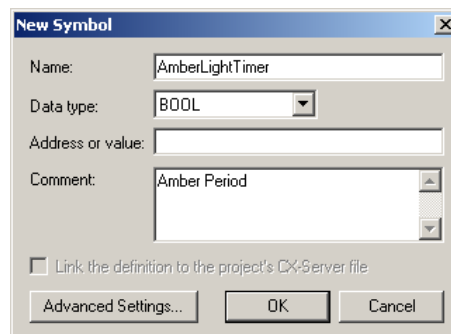 New Symbol
Name: AmberLightTimer
Data type: BOOL
Address or value:
Comment: Amber Period
Link the definition to the project's CX-Server file
Advanced Settings... OK Cancel